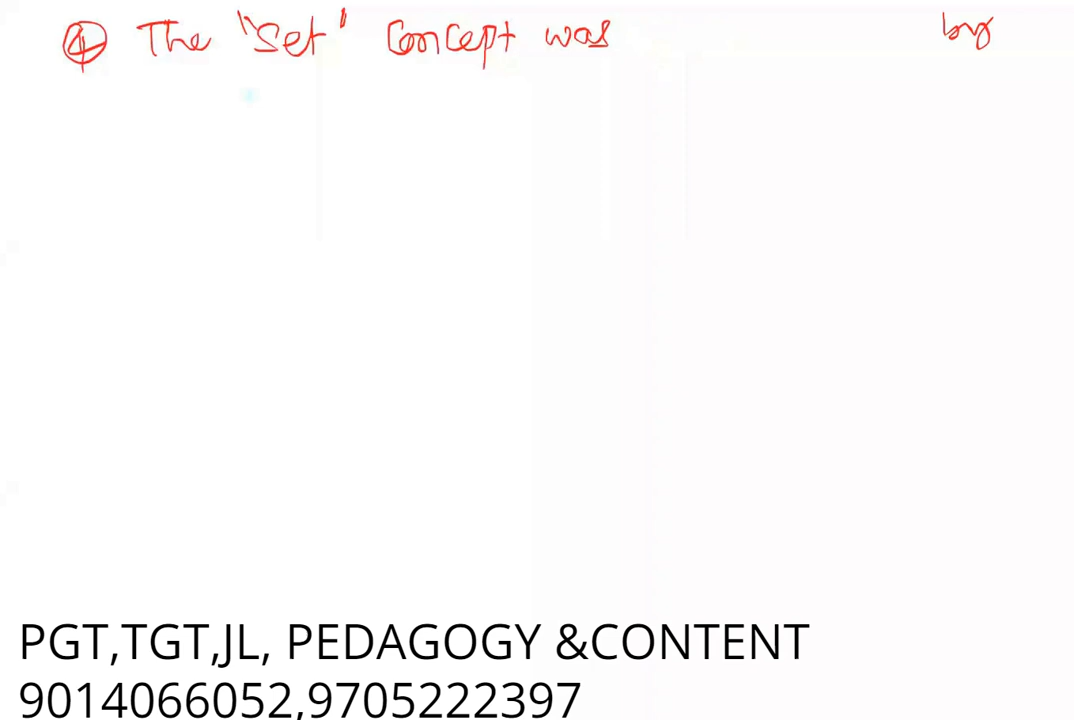 ④ The "Set" Concept was by
PGT,TGT,JL, PEDAGOGY &CONTENT
9014066052,9705222397